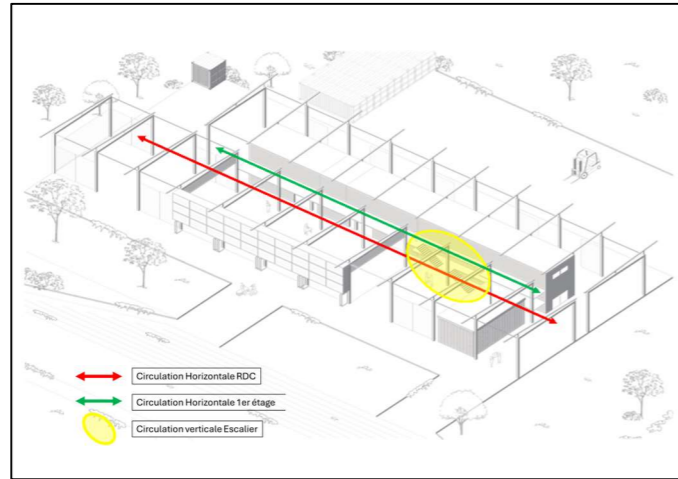 Circulation Horizontale RDC
Circulation Horizontale 1er étage
Circulation verticale Escalier